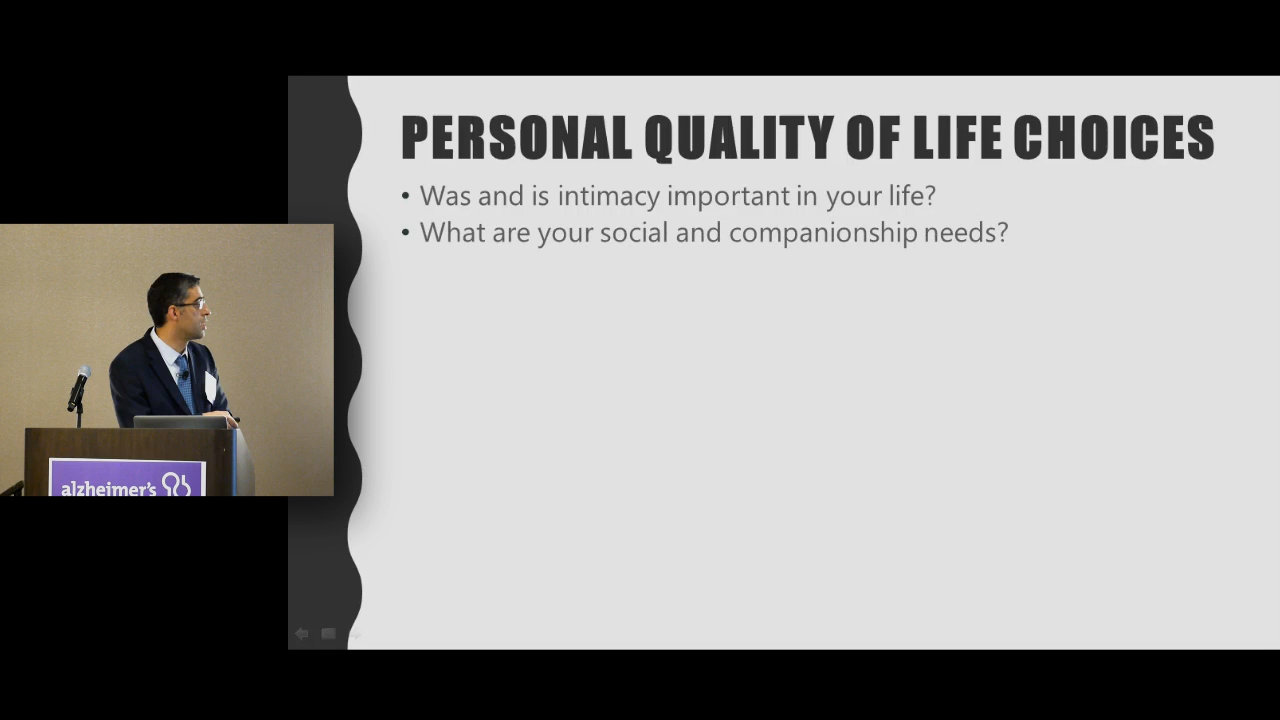 PERSONAL QUALITY OF LIFE CHOICES
• Was and is intimacy important in your life?
• What are your social and companionship needs?
alzheimer's